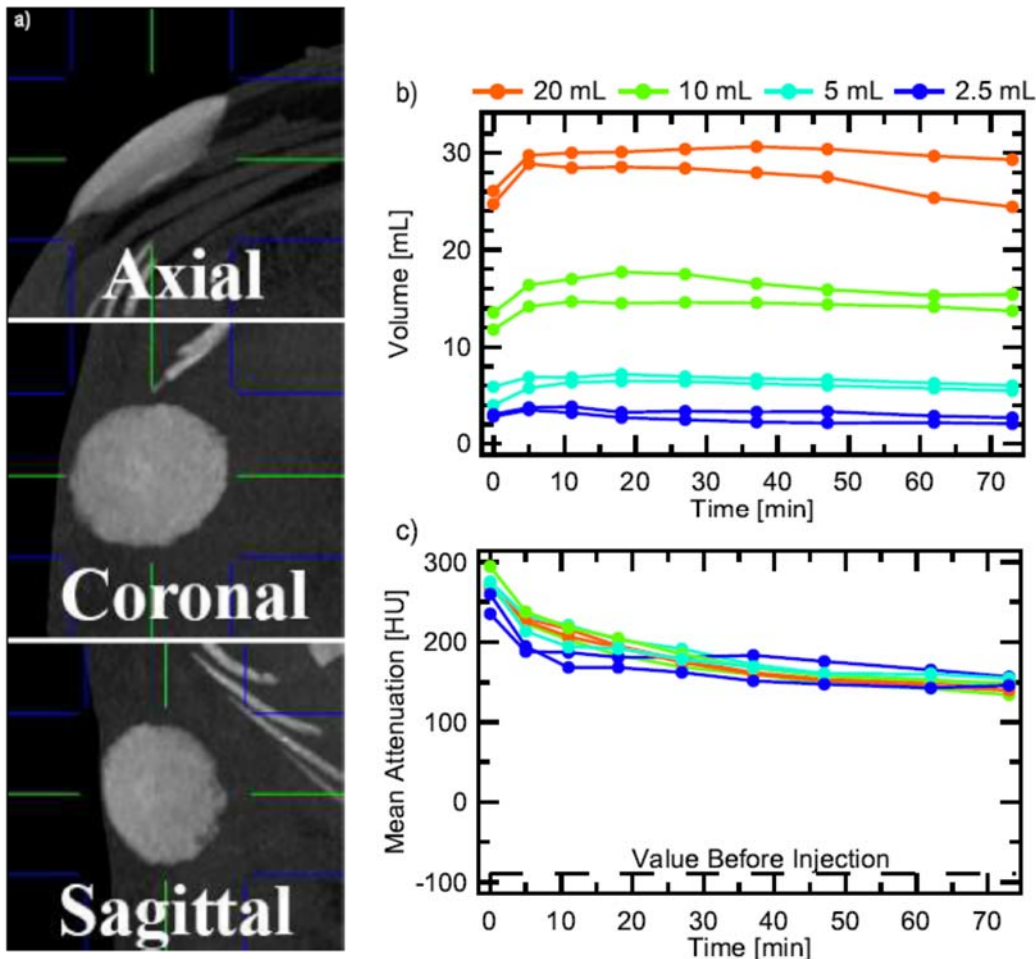 a)
Axial
Coronal
Sagittal
b)
20 mL 10 mL 5 mL 2.5 mL
Volume [mL]
30
20
10
0
0 10 20 30 40 50 60 70
Time [min]
c)
Mean Attenuation [HU]
300
200
100
0
-100
Value Before Injection
0 10 20 30 40 50 60 70
Time [min]